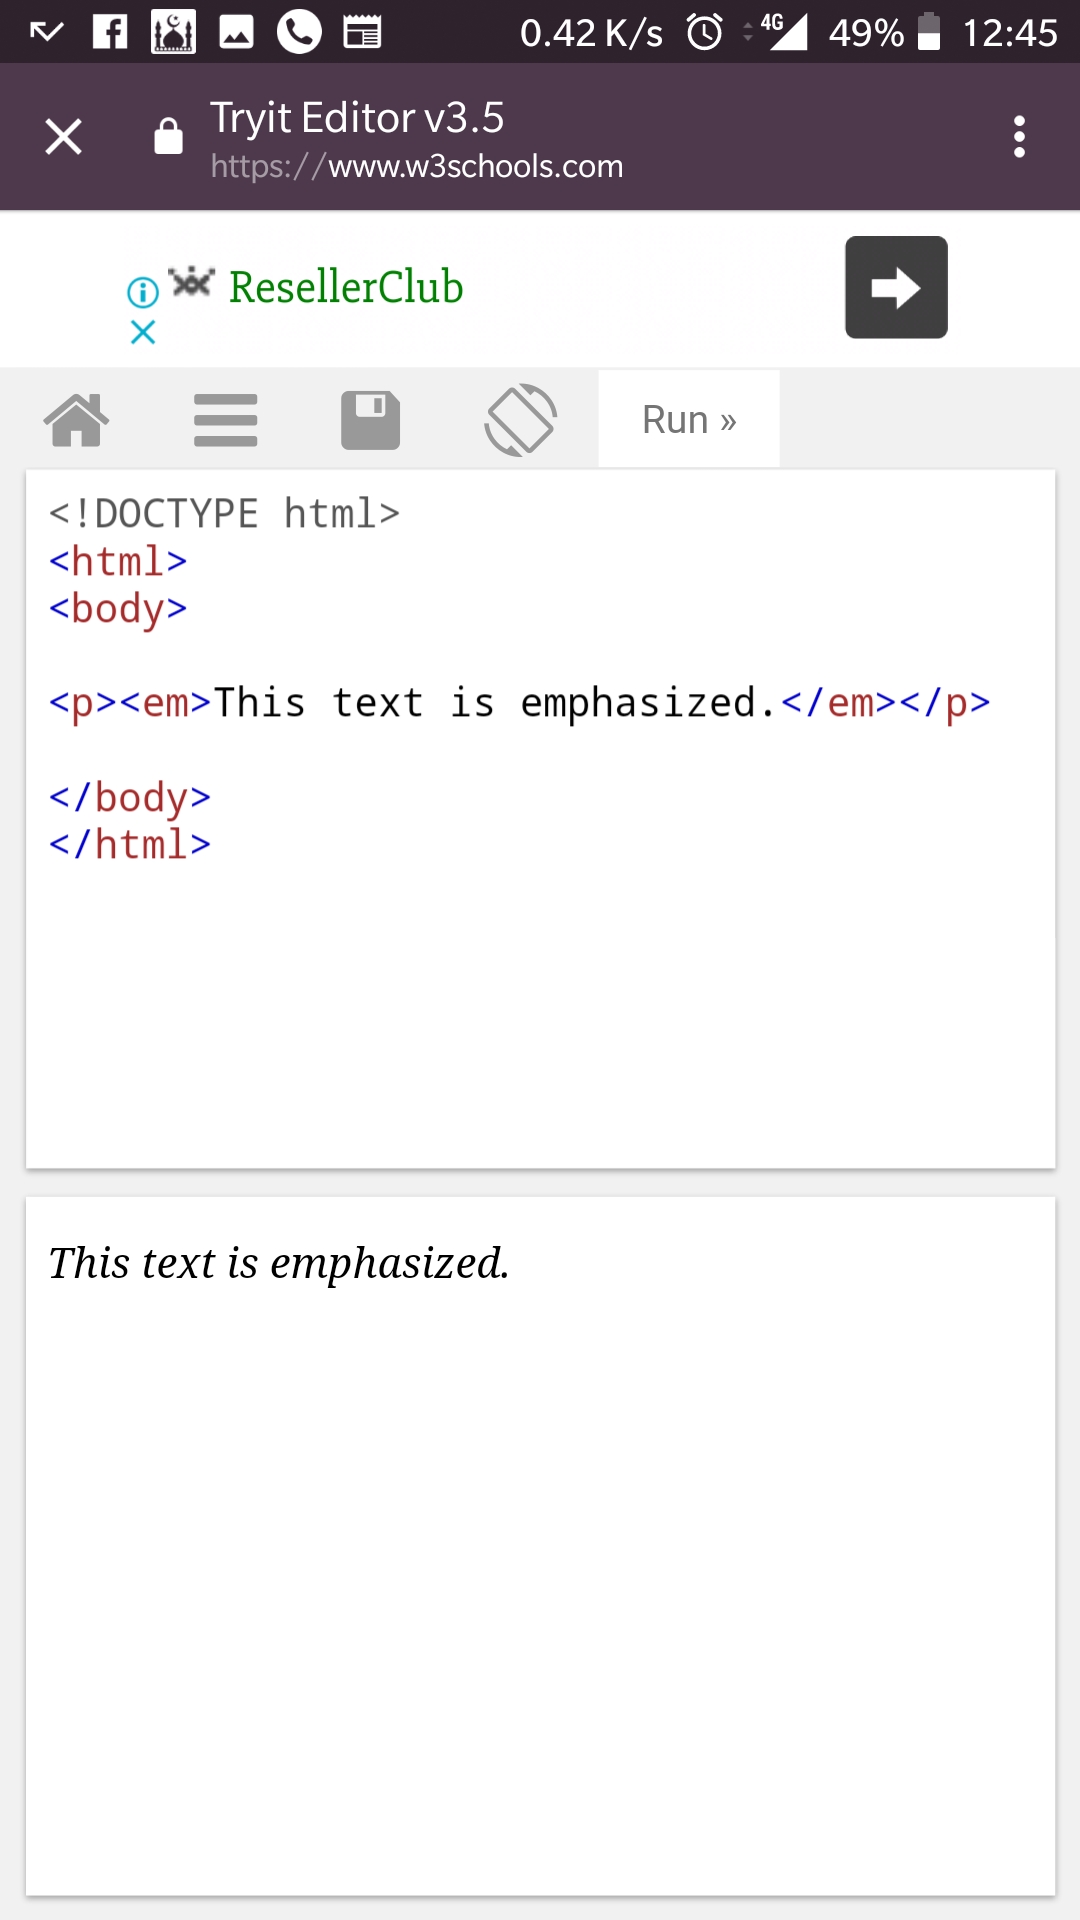 0.42 K/s 4G 49% 12:45
Tryit Editor v3.5
https://www.w3schools.com
ResellerClub
Run »
<!DOCTYPE html>
<html>
<body>
<p><em>This text is emphasized.</em></p>
</body>
</html>
This text is emphasized.